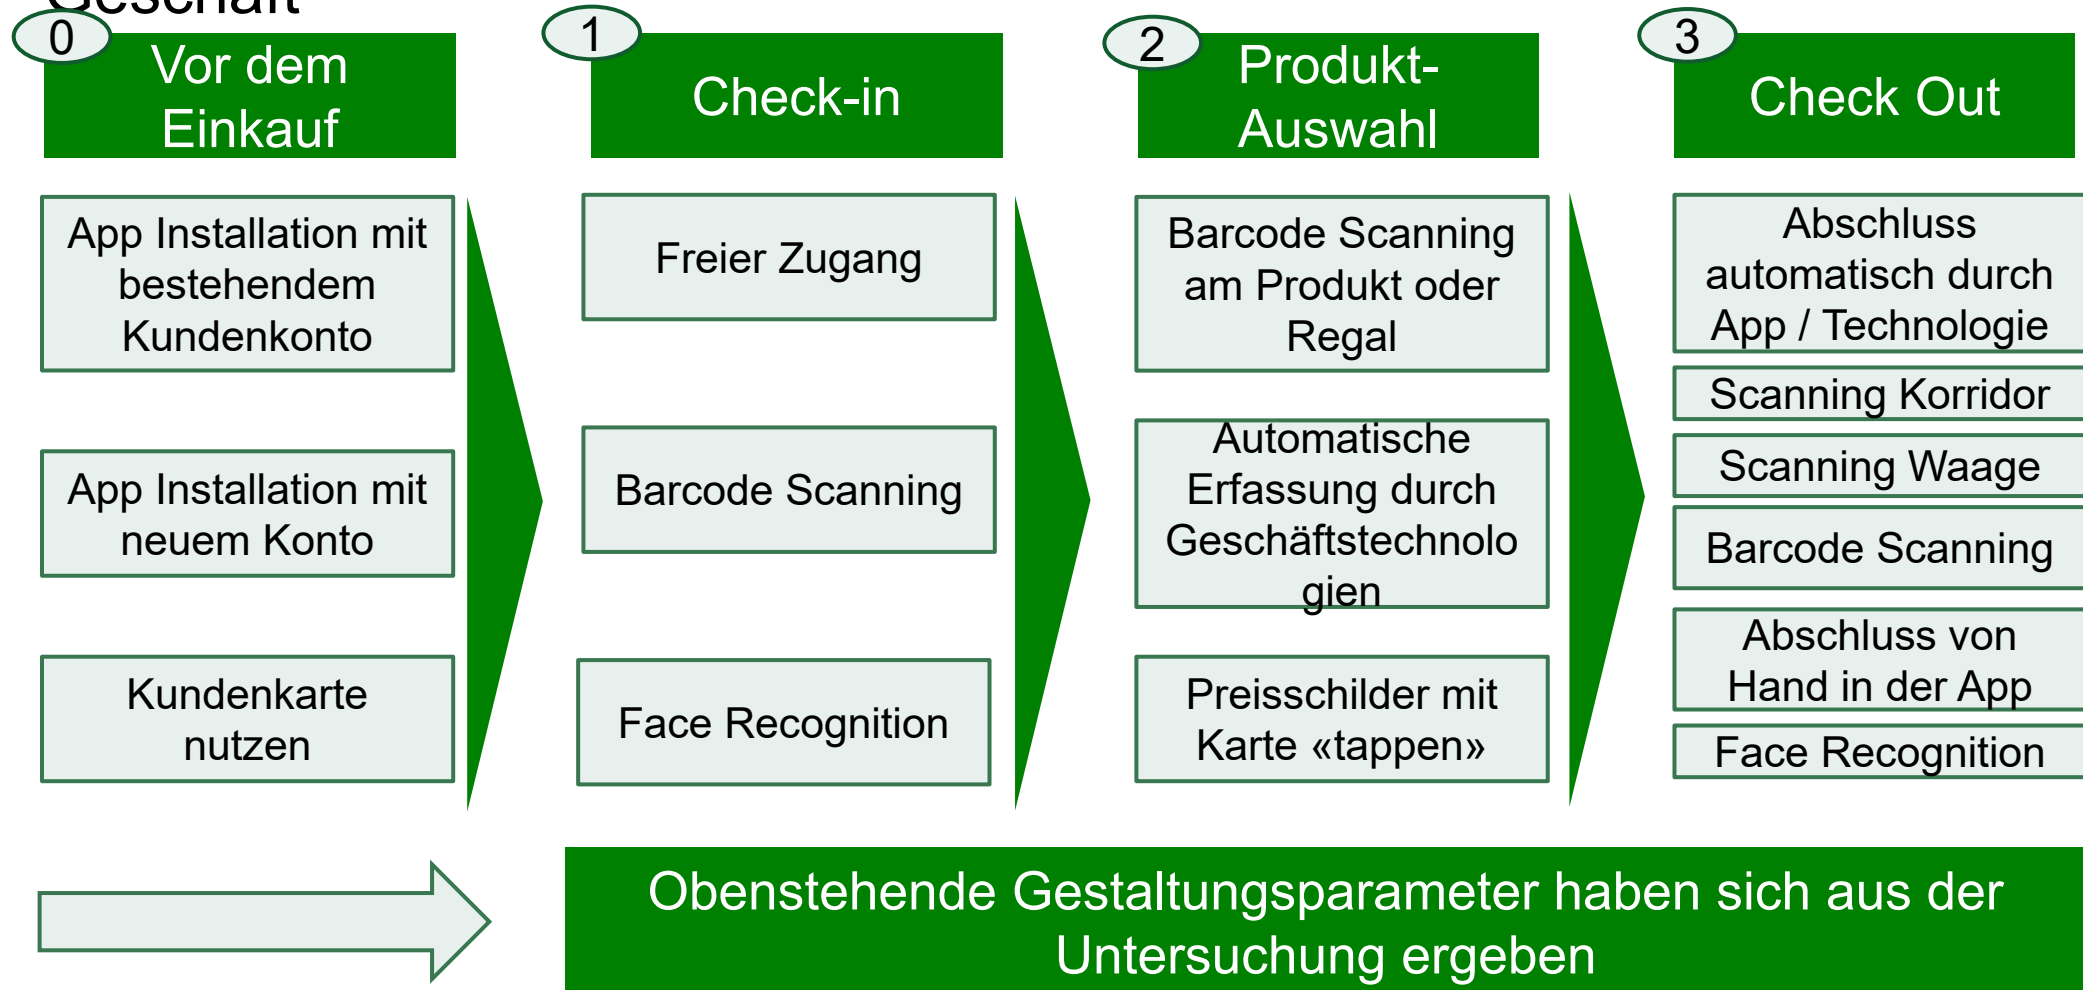 Geschäft
0
Vor dem
Einkauf
1
Check-in
2
Produkt-
Auswahl
3
Check Out
App Installation mit
bestehendem
Kundenkonto
App Installation mit
neuem Konto
Kundenkarte
nutzen
Freier Zugang
Barcode Scanning
Face Recognition
Barcode Scanning
am Produkt oder
Regal
Automatische
Erfassung durch
Geschäftstechnolo
gien
Preisschilder mit
Karte «tappen»
Abschluss
automatisch durch
App / Technologie
Scanning Korridor
Scanning Waage
Barcode Scanning
Abschluss von
Hand in der App
Face Recognition
Obenstehende Gestaltungsparameter haben sich aus der
Untersuchung ergeben